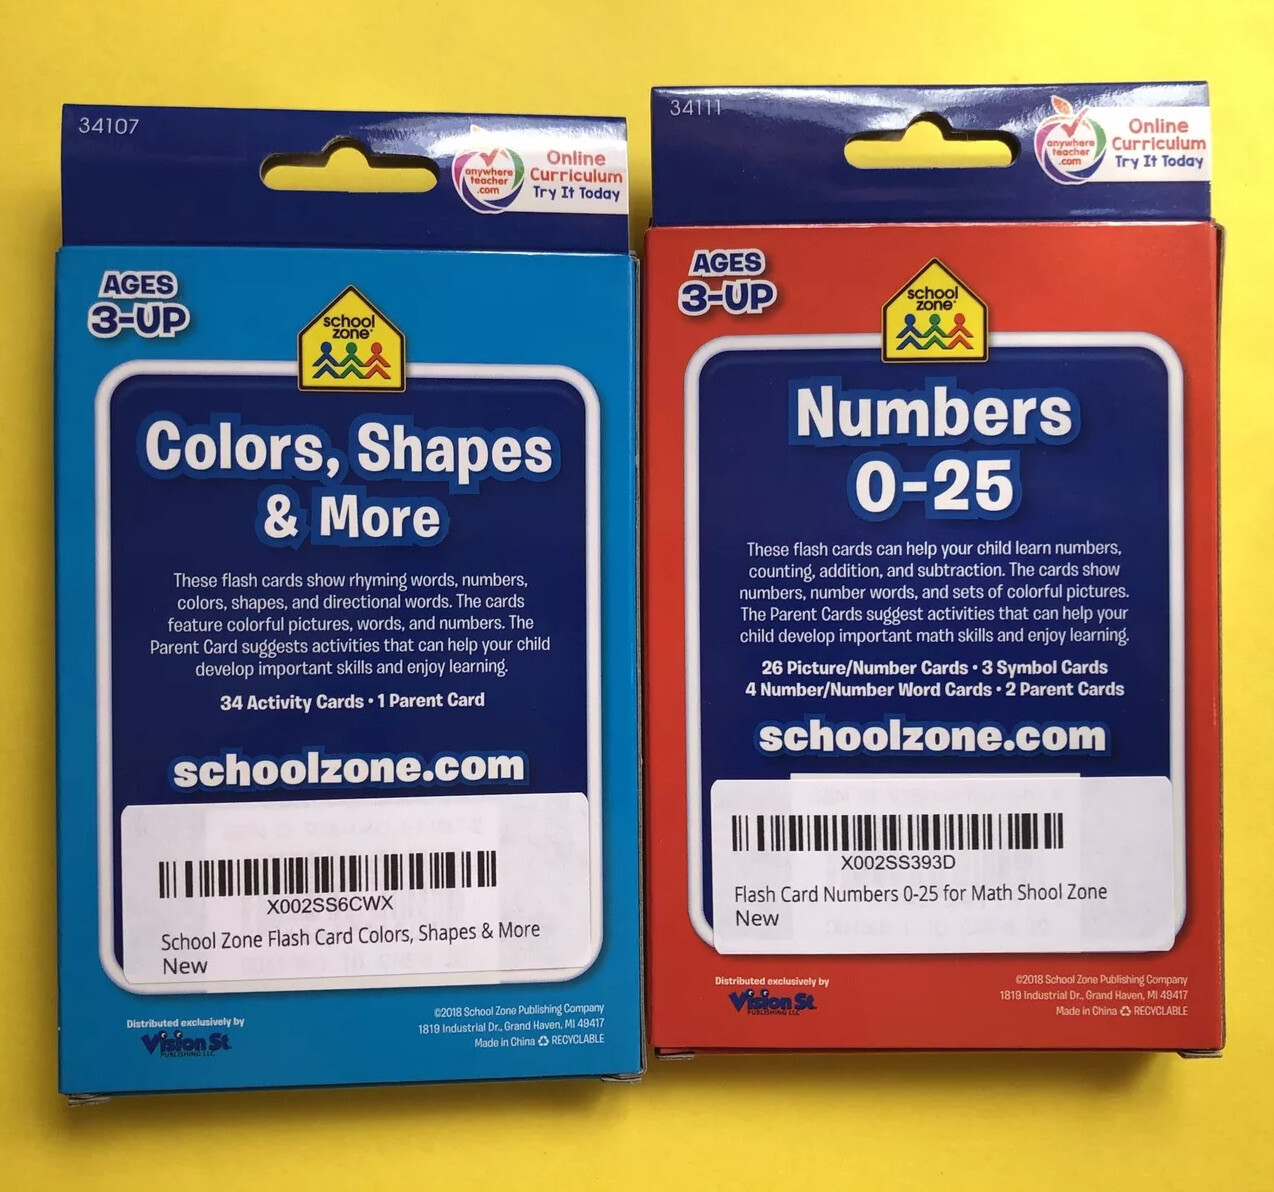 34107
anywhere
teacher
.com
Online
Curriculum
Try It Today
AGES
3-UP
school
zone®
Colors, Shapes
& More
These flash cards show rhyming words, numbers,
colors, shapes, and directional words. The cards
feature colorful pictures, words, and numbers. The
Parent Card suggests activities that can help your child
develop important skills and enjoy learning.
34 Activity Cards • 1 Parent Card
schoolzone.com
X002SS6CWX
School Zone Flash Card Colors, Shapes & More
New
Distributed exclusively by
Vision St.
PUBLISHING LLC
©2018 School Zone Publishing Company
1819 Industrial Dr., Grand Haven, MI 49417
Made in China ♻ RECYCLABLE
34111
anywhere
teacher
.com
Online
Curriculum
Try It Today
AGES
3-UP
school
zone®
Numbers
0-25
These flash cards can help your child learn numbers,
counting, addition, and subtraction. The cards show
numbers, number words, and sets of colorful pictures.
The Parent Cards suggest activities that can help your
child develop important math skills and enjoy learning.
26 Picture/Number Cards • 3 Symbol Cards
4 Number/Number Word Cards • 2 Parent Cards
schoolzone.com
X002SS393D
Flash Card Numbers 0-25 for Math Shool Zone
New
Distributed exclusively by
Vision St.
PUBLISHING LLC
©2018 School Zone Publishing Company
1819 Industrial Dr., Grand Haven, MI 49417
Made in China ♻ RECYCLABLE